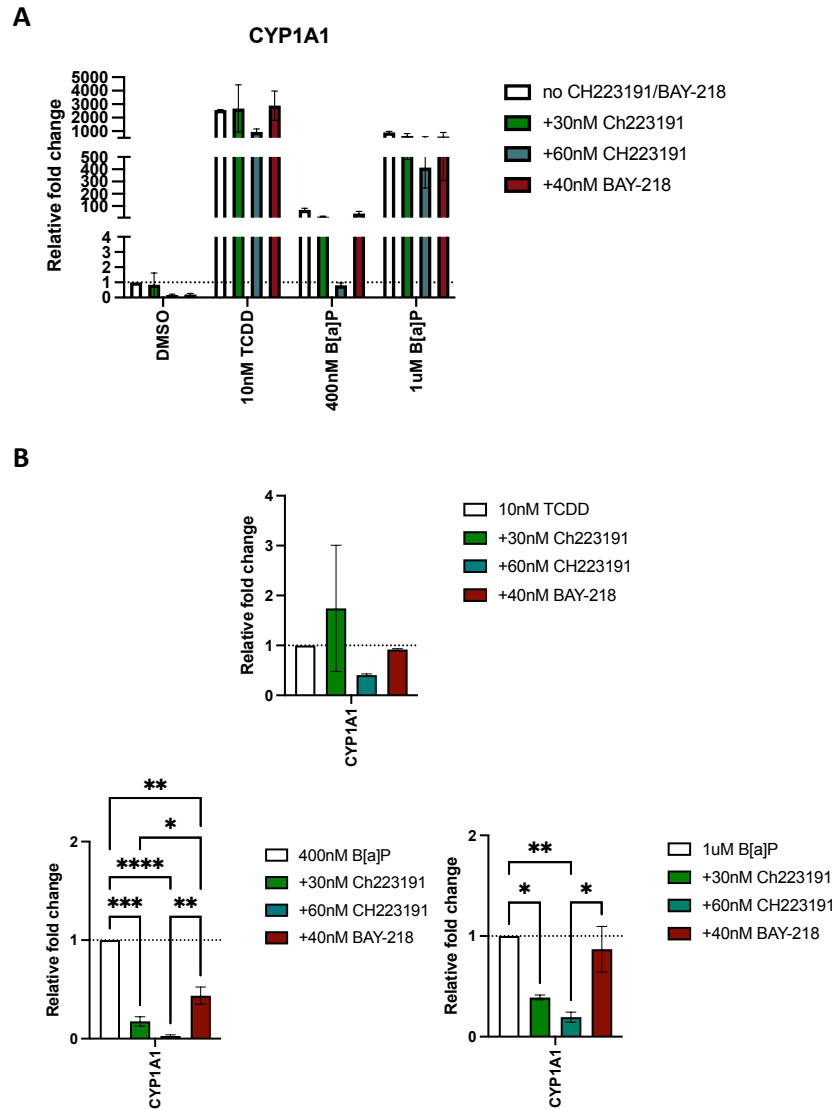 A
CYP1A1
Relative fold change
5000
4000
3000
2000
1000
500
400
300
200
100
4
2
1
0
DMSO
10nM TCDD
400nM B[a]P
1uM B[a]P
no CH223191/BAY-218
+30nM Ch223191
+60nM CH223191
+40nM BAY-218
B
Relative fold change
4
3
2
1
0
CYP1A1
10nM TCDD
+30nM Ch223191
+60nM CH223191
+40nM BAY-218
Relative fold change
2
1
0
**
*
****
***
**
CYP1A1
400nM B[a]P
+30nM Ch223191
+60nM CH223191
+40nM BAY-218
Relative fold change
2
1
0
**
*
*
CYP1A1
1uM B[a]P
+30nM Ch223191
+60nM CH223191
+40nM BAY-218